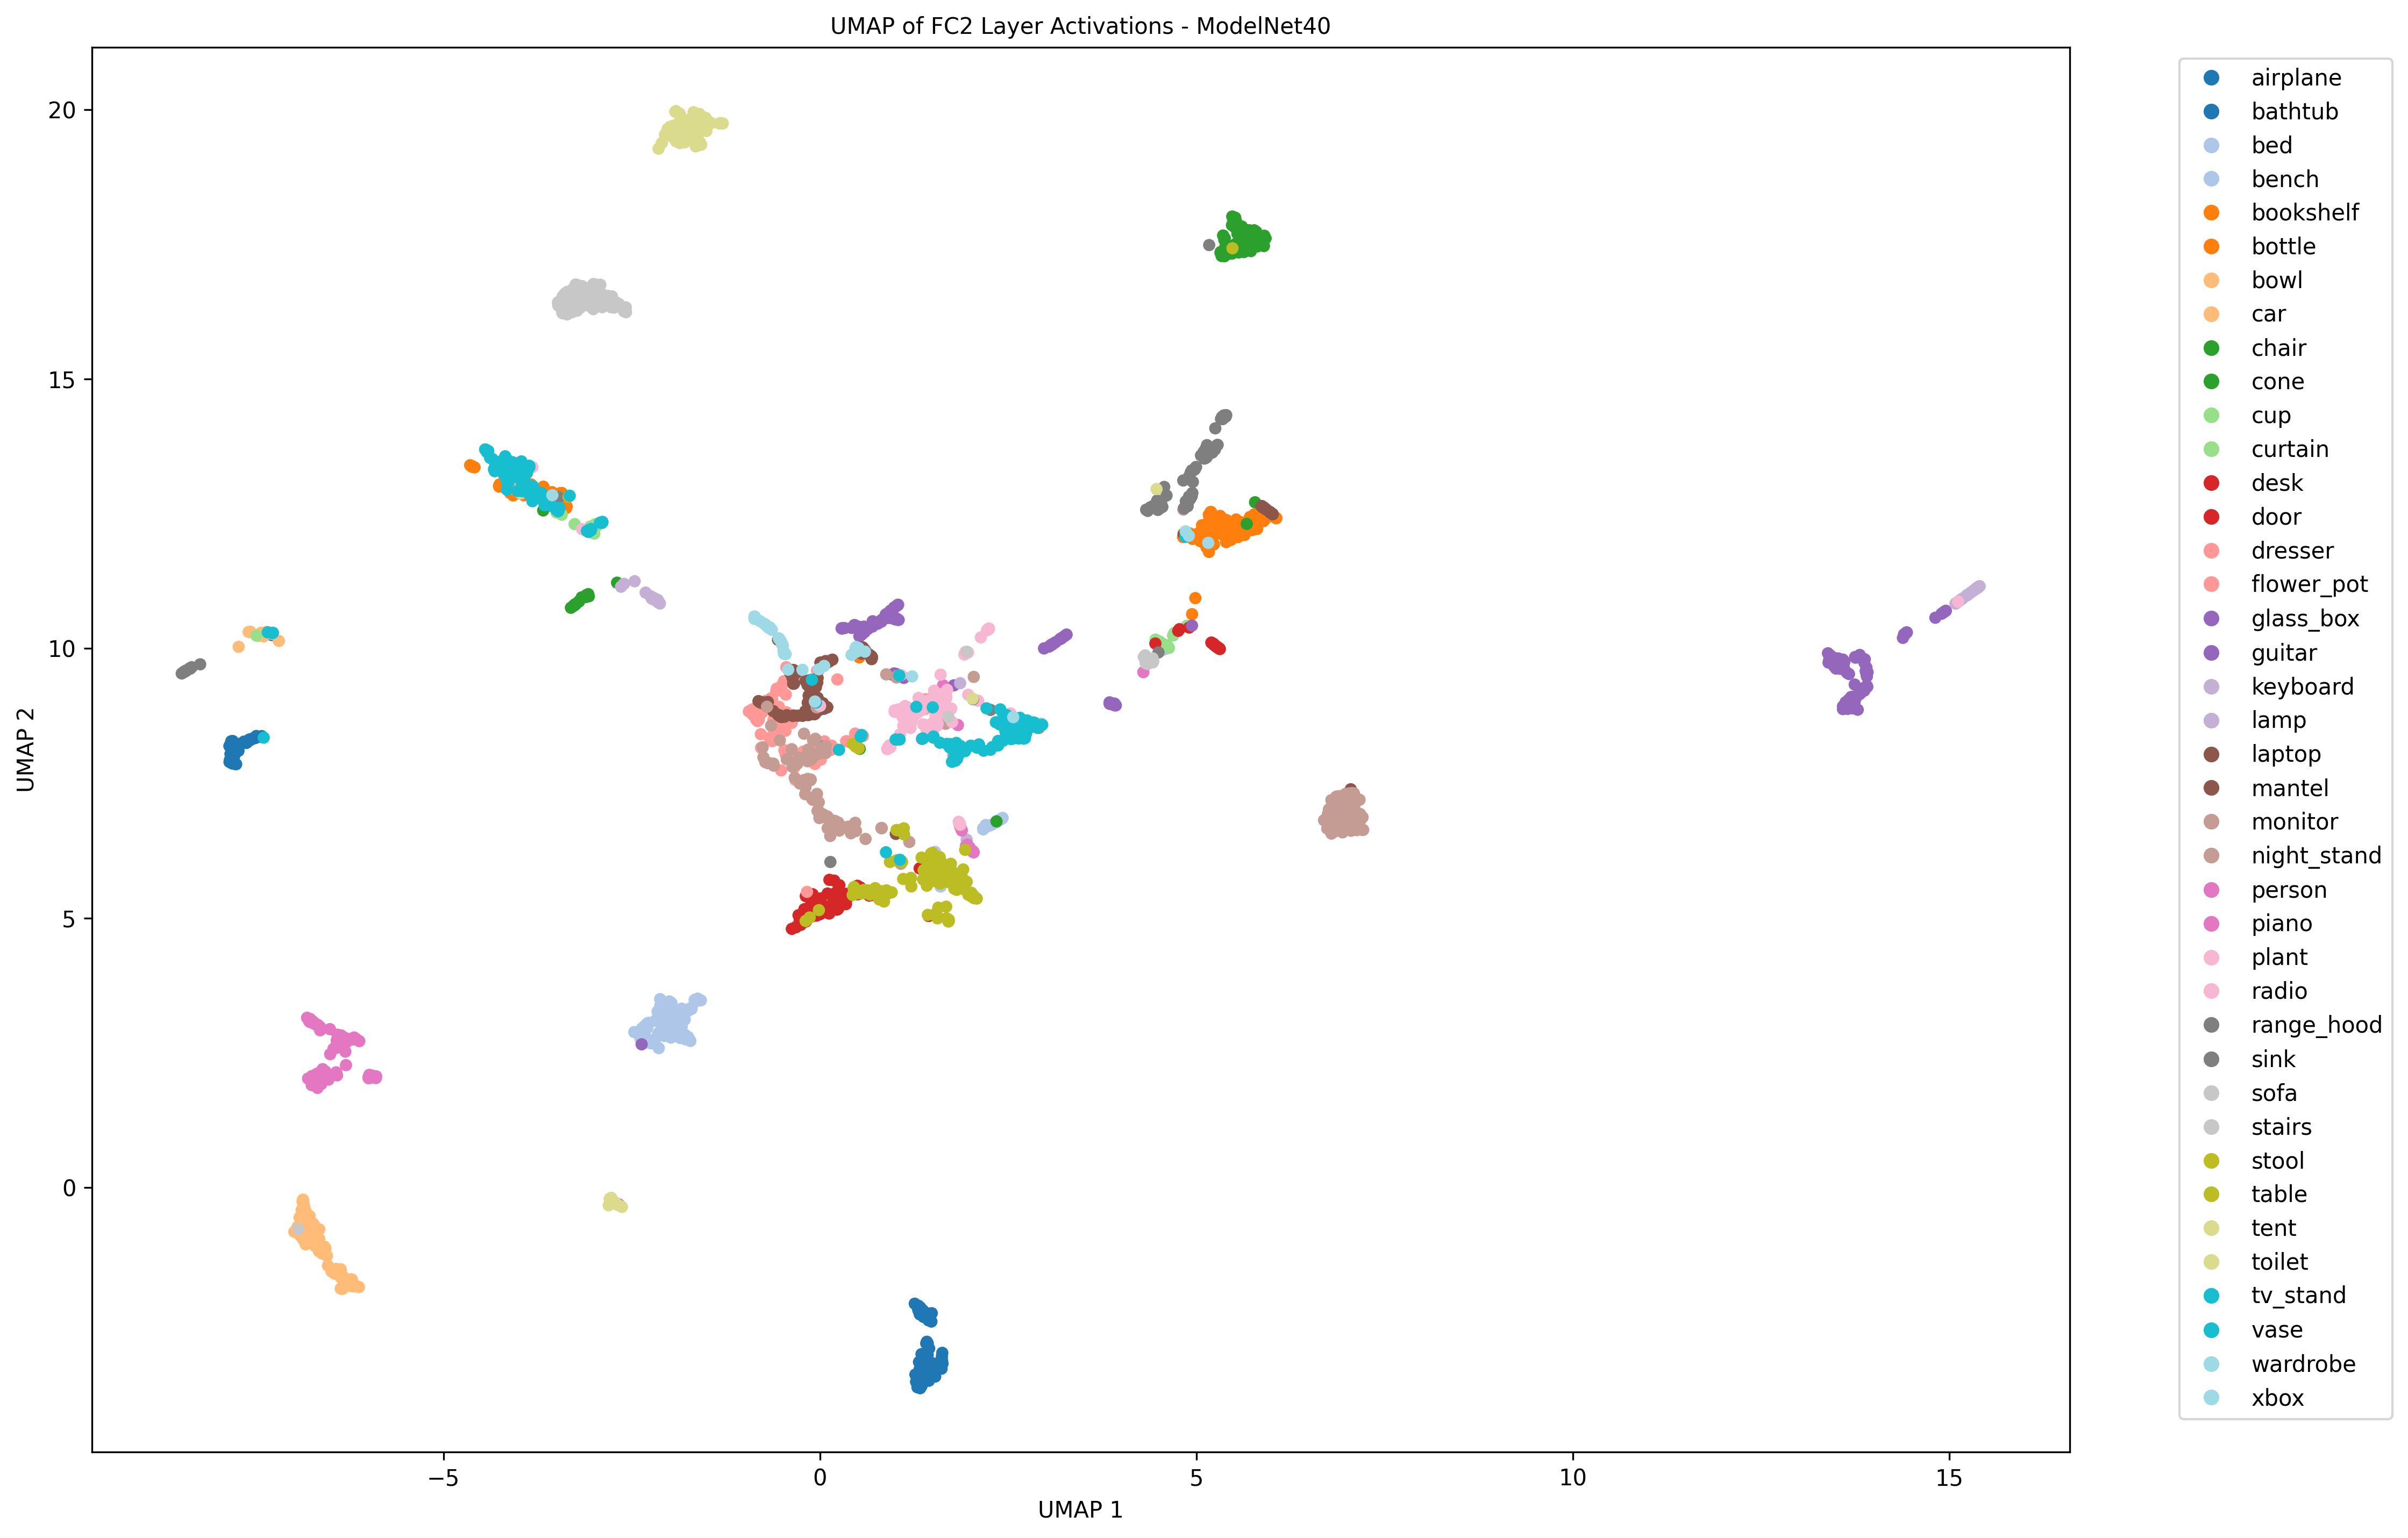 UMAP of FC2 Layer Activations - ModelNet40
20
15
10
5
0
UMAP 2
−5
0
5
10
15
UMAP 1
airplane
bathtub
bed
bench
bookshelf
bottle
bowl
car
chair
cone
cup
curtain
desk
door
dresser
flower_pot
glass_box
guitar
keyboard
lamp
laptop
mantel
monitor
night_stand
person
piano
plant
radio
range_hood
sink
sofa
stairs
stool
table
tent
toilet
tv_stand
vase
wardrobe
xbox